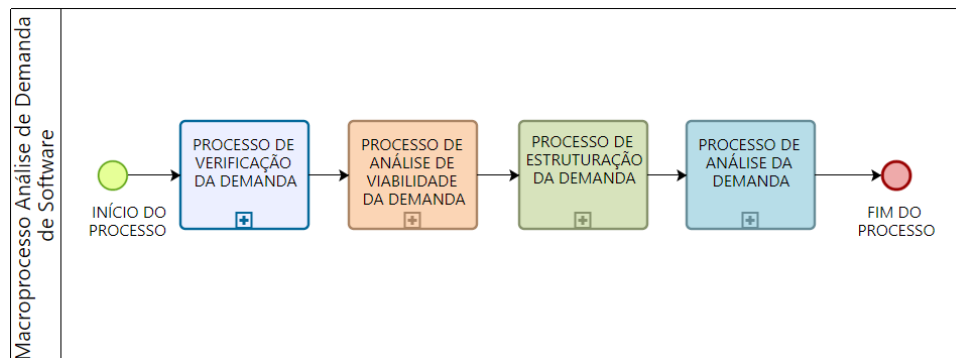 Macroprocesso Análise de Demanda
de Software
INÍCIO DO
PROCESSO
PROCESSO DE
VERIFICAÇÃO
DA DEMANDA
PROCESSO DE
ANÁLISE DE
VIABILIDADE
DA DEMANDA
PROCESSO DE
ESTRUTURAÇÃO
DA DEMANDA
PROCESSO DE
ANÁLISE DA
DEMANDA
FIM DO
PROCESSO